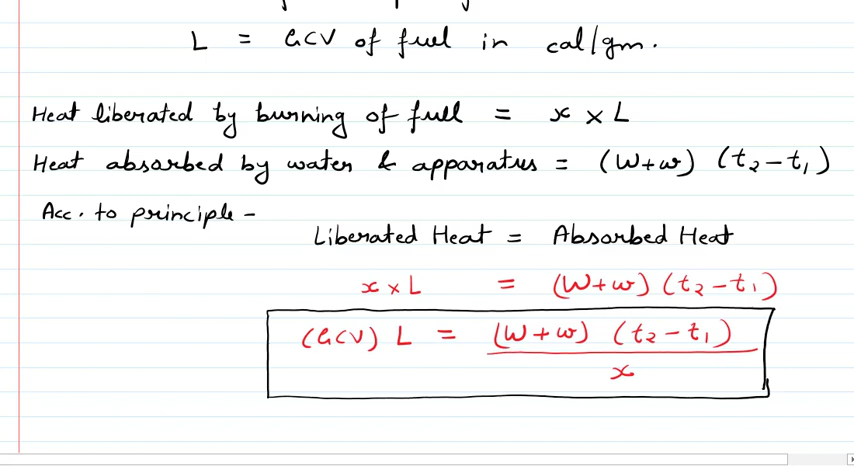 L = GCV of fuel in cal/gm.
Heat liberated by burning of full = x × L
Heat absorbed by water & apparatus = (W+w) (t₂-t₁)
Acc. to principle -
Liberated Heat = Absorbed Heat
x × L = (W+w) (t₂-t₁)
(GCV) L = (W+w) (t₂-t₁)
x